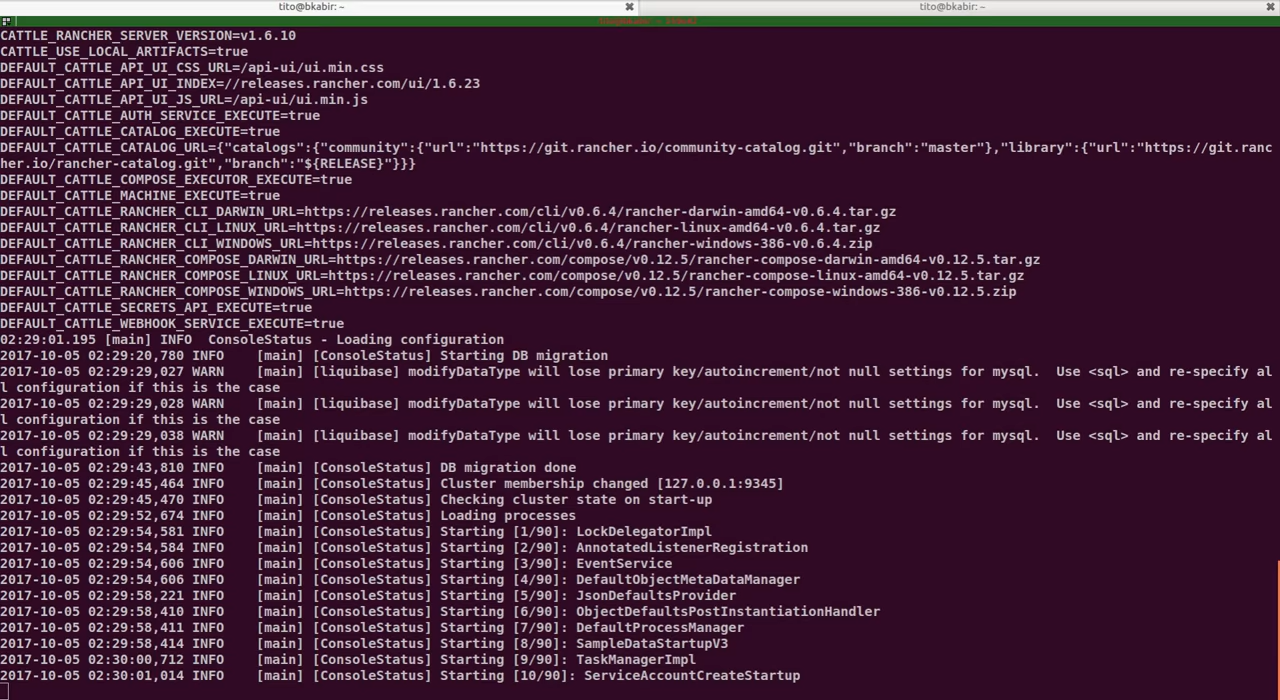 tito@bkabir: ~
tito@bkabir: ~
CATTLE_RANCHER_SERVER_VERSION=v1.6.10
CATTLE_USE_LOCAL_ARTIFACTS=true
DEFAULT_CATTLE_API_UI_CSS_URL=/api-ui/ui.min.css
DEFAULT_CATTLE_API_UI_INDEX=//releases.rancher.com/ui/1.6.23
DEFAULT_CATTLE_API_UI_JS_URL=/api-ui/ui.min.js
DEFAULT_CATTLE_AUTH_SERVICE_EXECUTE=true
DEFAULT_CATTLE_CATALOG_EXECUTE=true
DEFAULT_CATTLE_CATALOG_URL={"catalogs":{"community":{"url":"https://git.rancher.io/community-catalog.git","branch":"master"},"library":{"url":"https://git.ranc
her.io/rancher-catalog.git","branch":"${RELEASE}"}}}
DEFAULT_CATTLE_COMPOSE_EXECUTOR_EXECUTE=true
DEFAULT_CATTLE_MACHINE_EXECUTE=true
DEFAULT_CATTLE_RANCHER_CLI_DARWIN_URL=https://releases.rancher.com/cli/v0.6.4/rancher-darwin-amd64-v0.6.4.tar.gz
DEFAULT_CATTLE_RANCHER_CLI_LINUX_URL=https://releases.rancher.com/cli/v0.6.4/rancher-linux-amd64-v0.6.4.tar.gz
DEFAULT_CATTLE_RANCHER_CLI_WINDOWS_URL=https://releases.rancher.com/cli/v0.6.4/rancher-windows-386-v0.6.4.zip
DEFAULT_CATTLE_RANCHER_COMPOSE_DARWIN_URL=https://releases.rancher.com/compose/v0.12.5/rancher-compose-darwin-amd64-v0.12.5.tar.gz
DEFAULT_CATTLE_RANCHER_COMPOSE_LINUX_URL=https://releases.rancher.com/compose/v0.12.5/rancher-compose-linux-amd64-v0.12.5.tar.gz
DEFAULT_CATTLE_RANCHER_COMPOSE_WINDOWS_URL=https://releases.rancher.com/compose/v0.12.5/rancher-compose-windows-386-v0.12.5.zip
DEFAULT_CATTLE_SECRETS_API_EXECUTE=true
DEFAULT_CATTLE_WEBHOOK_SERVICE_EXECUTE=true
02:29:01.195 [main] INFO  ConsoleStatus - Loading configuration
2017-10-05 02:29:20,780 INFO    [main] [ConsoleStatus] Starting DB migration
2017-10-05 02:29:29,027 WARN    [main] [liquibase] modifyDataType will lose primary key/autoincrement/not null settings for mysql.  Use <sql> and re-specify al
l configuration if this is the case
2017-10-05 02:29:29,028 WARN    [main] [liquibase] modifyDataType will lose primary key/autoincrement/not null settings for mysql.  Use <sql> and re-specify al
l configuration if this is the case
2017-10-05 02:29:29,038 WARN    [main] [liquibase] modifyDataType will lose primary key/autoincrement/not null settings for mysql.  Use <sql> and re-specify al
l configuration if this is the case
2017-10-05 02:29:43,810 INFO    [main] [ConsoleStatus] DB migration done
2017-10-05 02:29:45,464 INFO    [main] [ConsoleStatus] Cluster membership changed [127.0.0.1:9345]
2017-10-05 02:29:45,470 INFO    [main] [ConsoleStatus] Checking cluster state on start-up
2017-10-05 02:29:52,674 INFO    [main] [ConsoleStatus] Loading processes
2017-10-05 02:29:54,581 INFO    [main] [ConsoleStatus] Starting [1/90]: LockDelegatorImpl
2017-10-05 02:29:54,584 INFO    [main] [ConsoleStatus] Starting [2/90]: AnnotatedListenerRegistration
2017-10-05 02:29:54,606 INFO    [main] [ConsoleStatus] Starting [3/90]: EventService
2017-10-05 02:29:54,606 INFO    [main] [ConsoleStatus] Starting [4/90]: DefaultObjectMetaDataManager
2017-10-05 02:29:58,221 INFO    [main] [ConsoleStatus] Starting [5/90]: JsonDefaultsProvider
2017-10-05 02:29:58,410 INFO    [main] [ConsoleStatus] Starting [6/90]: ObjectDefaultsPostInstantiationHandler
2017-10-05 02:29:58,411 INFO    [main] [ConsoleStatus] Starting [7/90]: DefaultProcessManager
2017-10-05 02:29:58,414 INFO    [main] [ConsoleStatus] Starting [8/90]: SampleDataStartupV3
2017-10-05 02:30:00,712 INFO    [main] [ConsoleStatus] Starting [9/90]: TaskManagerImpl
2017-10-05 02:30:01,014 INFO    [main] [ConsoleStatus] Starting [10/90]: ServiceAccountCreateStartup